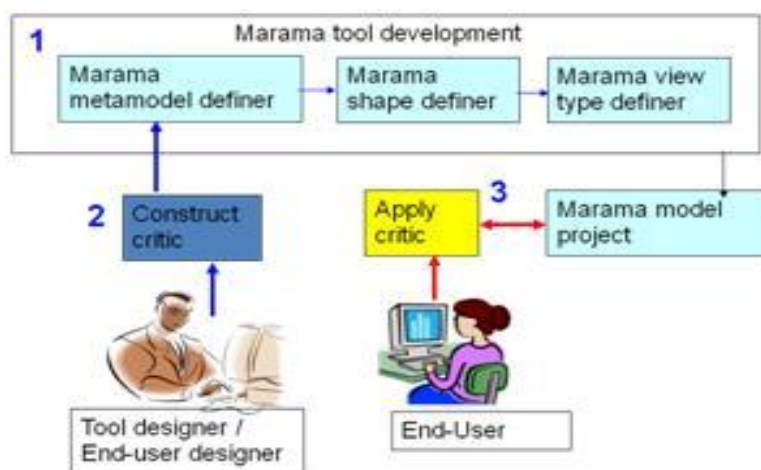 1
Marama tool development
Marama
metamodel definer
Marama
shape definer
Marama view
type definer
2
Construct
critic
Apply
critic
3
Marama model
project
Tool designer /
End-user designer
End-User